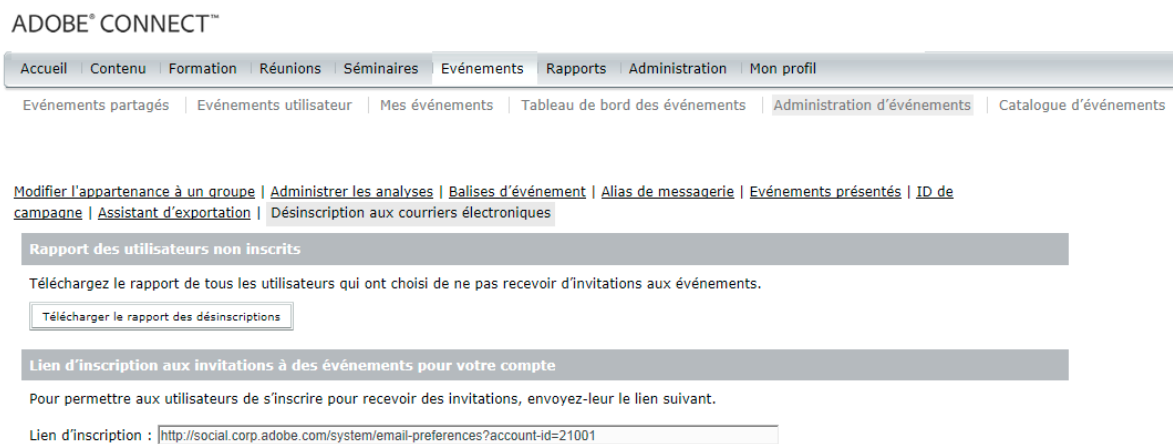 ADOBE® CONNECT™
Accueil | Contenu | Formation | Réunions | Séminaires | Evénements | Rapports | Administration | Mon profil
Evénements partagés | Evénements utilisateur | Mes événements | Tableau de bord des événements | Administration d’événements | Catalogue d’événements
Modifier l'appartenance à un groupe | Administrer les analyses | Balises d’événement | Alias de messagerie | Evénements présentés | ID de
campagne | Assistant d’exportation | Désinscription aux courriers électroniques
Rapport des utilisateurs non inscrits
Téléchargez le rapport de tous les utilisateurs qui ont choisi de ne pas recevoir d’invitations aux événements.
Télécharger le rapport des désinscriptions
Lien d’inscription aux invitations à des événements pour votre compte
Pour permettre aux utilisateurs de s’inscrire pour recevoir des invitations, envoyez-leur le lien suivant.
Lien d’inscription : http://social.corp.adobe.com/system/email-preferences?account-id=21001